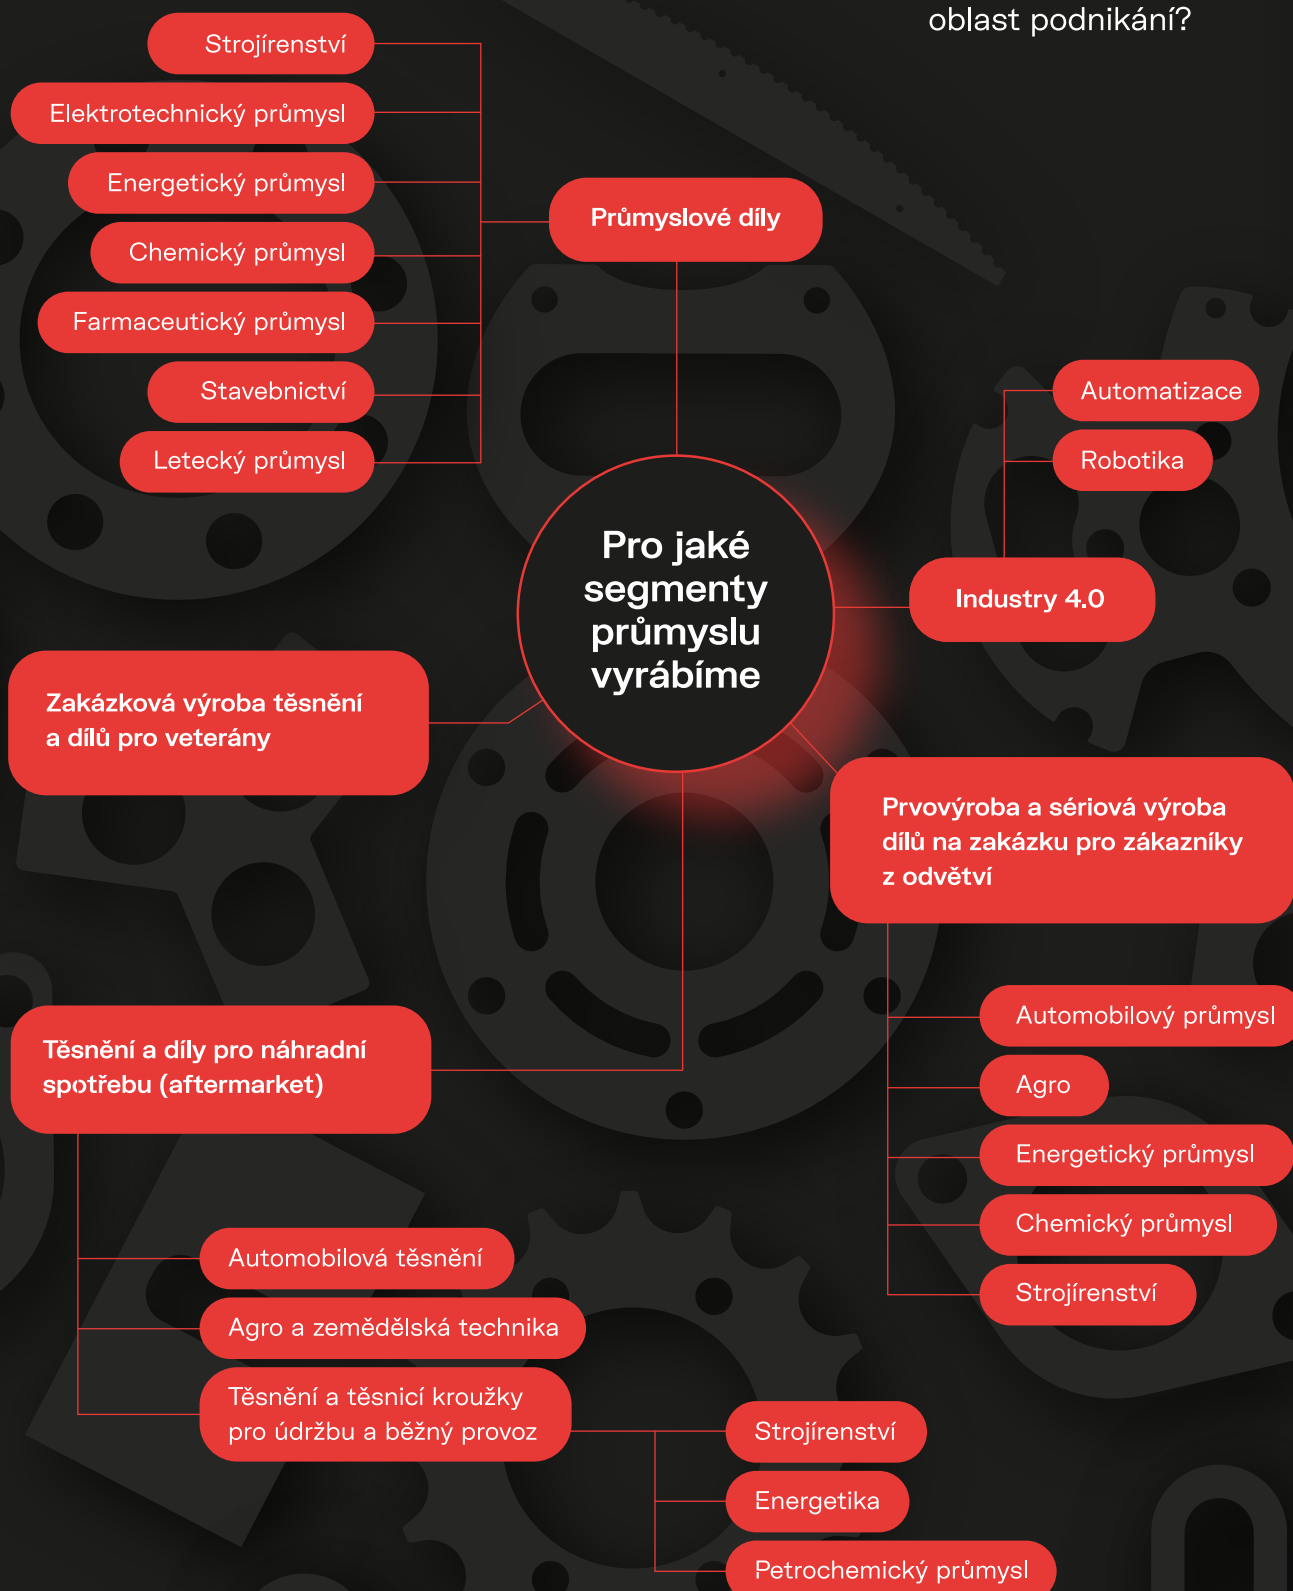 oblast podnikání?
Strojírenství
Elektrotechnický průmysl
Energetický průmysl
Chemický průmysl
Farmaceutický průmysl
Stavebnictví
Letecký průmysl
Průmyslové díly
Automatizace
Robotika
Industry 4.0
Pro jaké
segmenty
průmyslu
vyrábíme
Zakázková výroba těsnění
a dílů pro veterány
Prvovýroba a sériová výroba
dílů na zakázku pro zákazníky
z odvětví
Automobilový průmysl
Agro
Energetický průmysl
Chemický průmysl
Strojírenství
Těsnění a díly pro náhradní
spotřebu (aftermarket)
Automobilová těsnění
Agro a zemědělská technika
Těsnění a těsnicí kroužky
pro údržbu a běžný provoz
Strojírenství
Energetika
Petrochemický průmysl